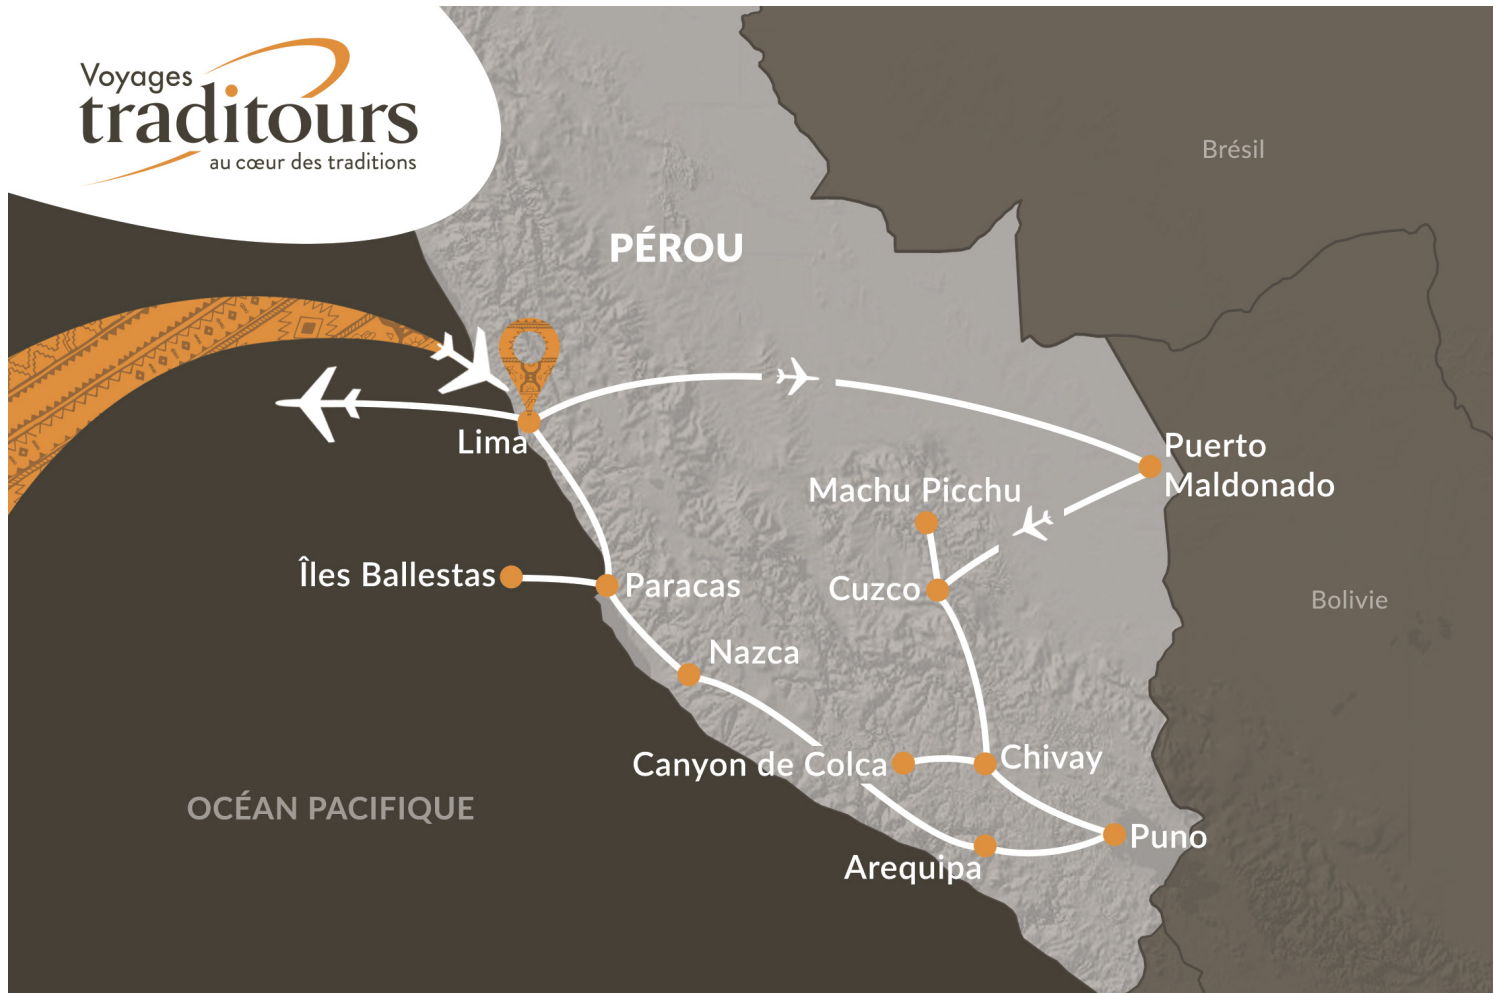 Voyages
traditours
au cœur des traditions
Brésil
PÉROU
Lima
Puerto
Maldonado
Machu Picchu
Îles Ballestas
Paracas
Cuzco
Bolivie
Nazca
Canyon de Colca
Chivay
OCÉAN PACIFIQUE
Puno
Arequipa